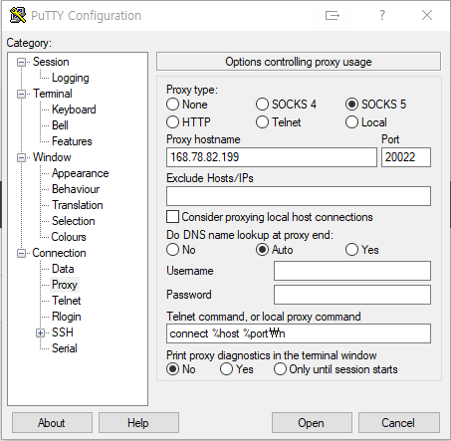 PuTTY Configuration
?
Category:
Session
Logging
Terminal
Keyboard
Bell
Features
Window
Appearance
Behaviour
Translation
Selection
Colours
Connection
Data
Proxy
Telnet
Rlogin
SSH
Serial
Options controlling proxy usage
Proxy type:
None SOCKS 4 SOCKS 5
HTTP Telnet Local
Proxy hostname Port
168.78.82.199 20022
Exclude Hosts/IPs
Consider proxying local host connections
Do DNS name lookup at proxy end:
No Auto Yes
Username
Password
Telnet command, or local proxy command
connect %host %port₩n
Print proxy diagnostics in the terminal window
No Yes Only until session starts
About Help Open Cancel